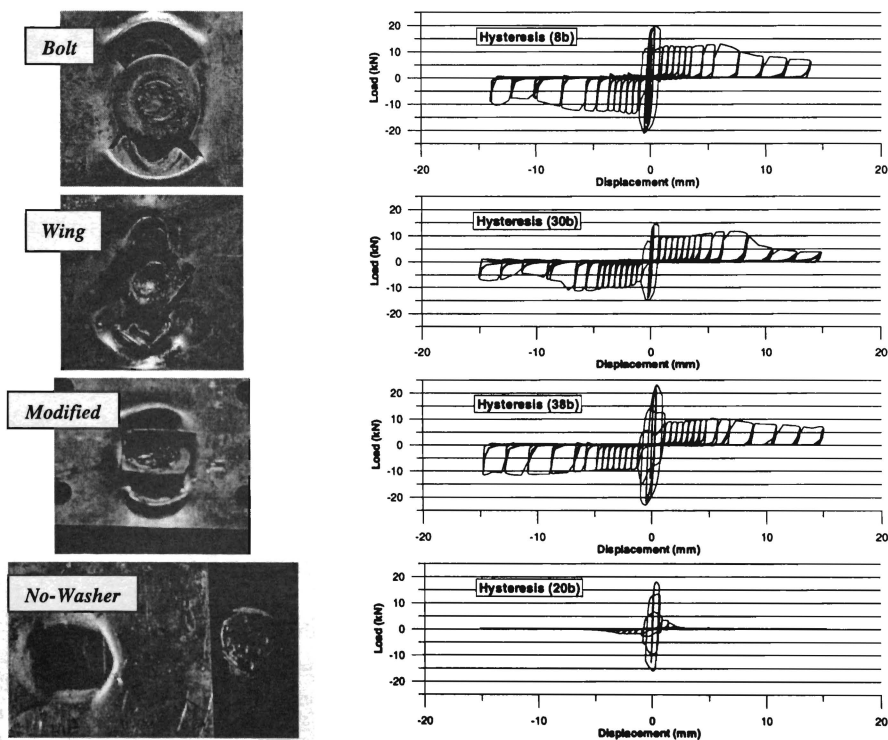 Bolt
Hysteresis (8b)
Load (kN)
25
20
10
0
-10
-20
-20
-10
0
10
20
Displacement (mm)
Wing
Hysteresis (30b)
Load (kN)
20
10
0
-10
-20
-20
-10
0
10
20
Displacement (mm)
Modified
Hysteresis (38b)
Load (kN)
20
10
0
-10
-20
-20
-10
0
10
20
Displacement (mm)
No-Washer
Hysteresis (20b)
Load (kN)
20
10
0
-10
-20
-20
-10
0
10
20
Displacement (mm)